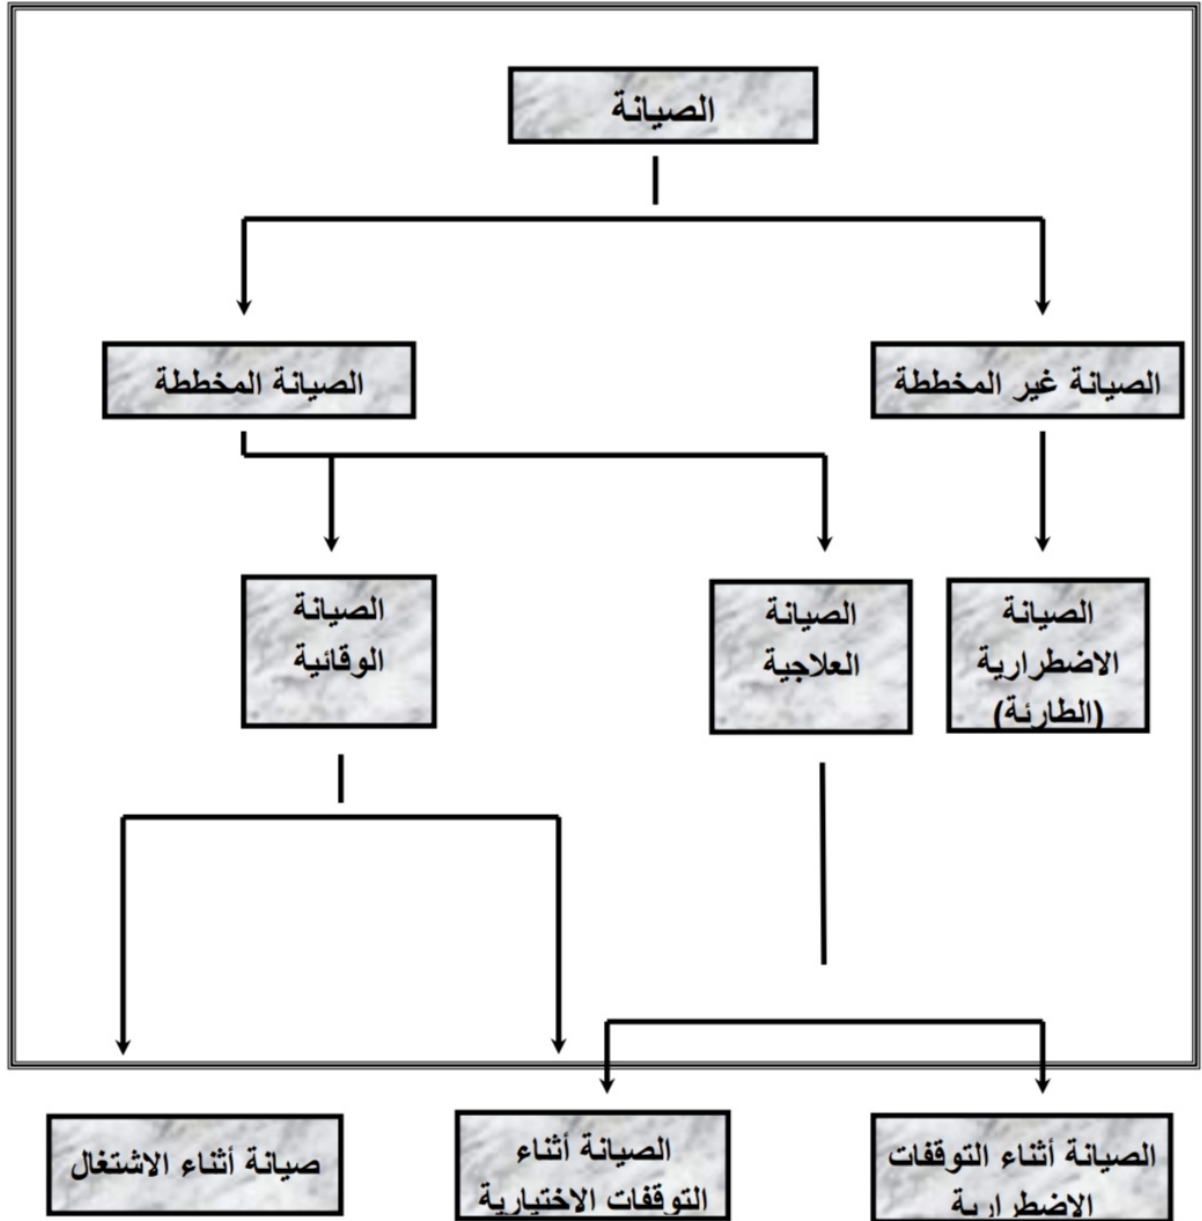 الصيانة
الصيانة غير المخططة
الصيانة المخططة
الصيانة
الاضطرارية
(الطارئة)
الصيانة
العلاجية
الصيانة
الوقائية
الصيانة أثناء التوقفات
الاضطرارية
الصيانة أثناء
التوقفات الاختيارية
صيانة أثناء الاشتغال